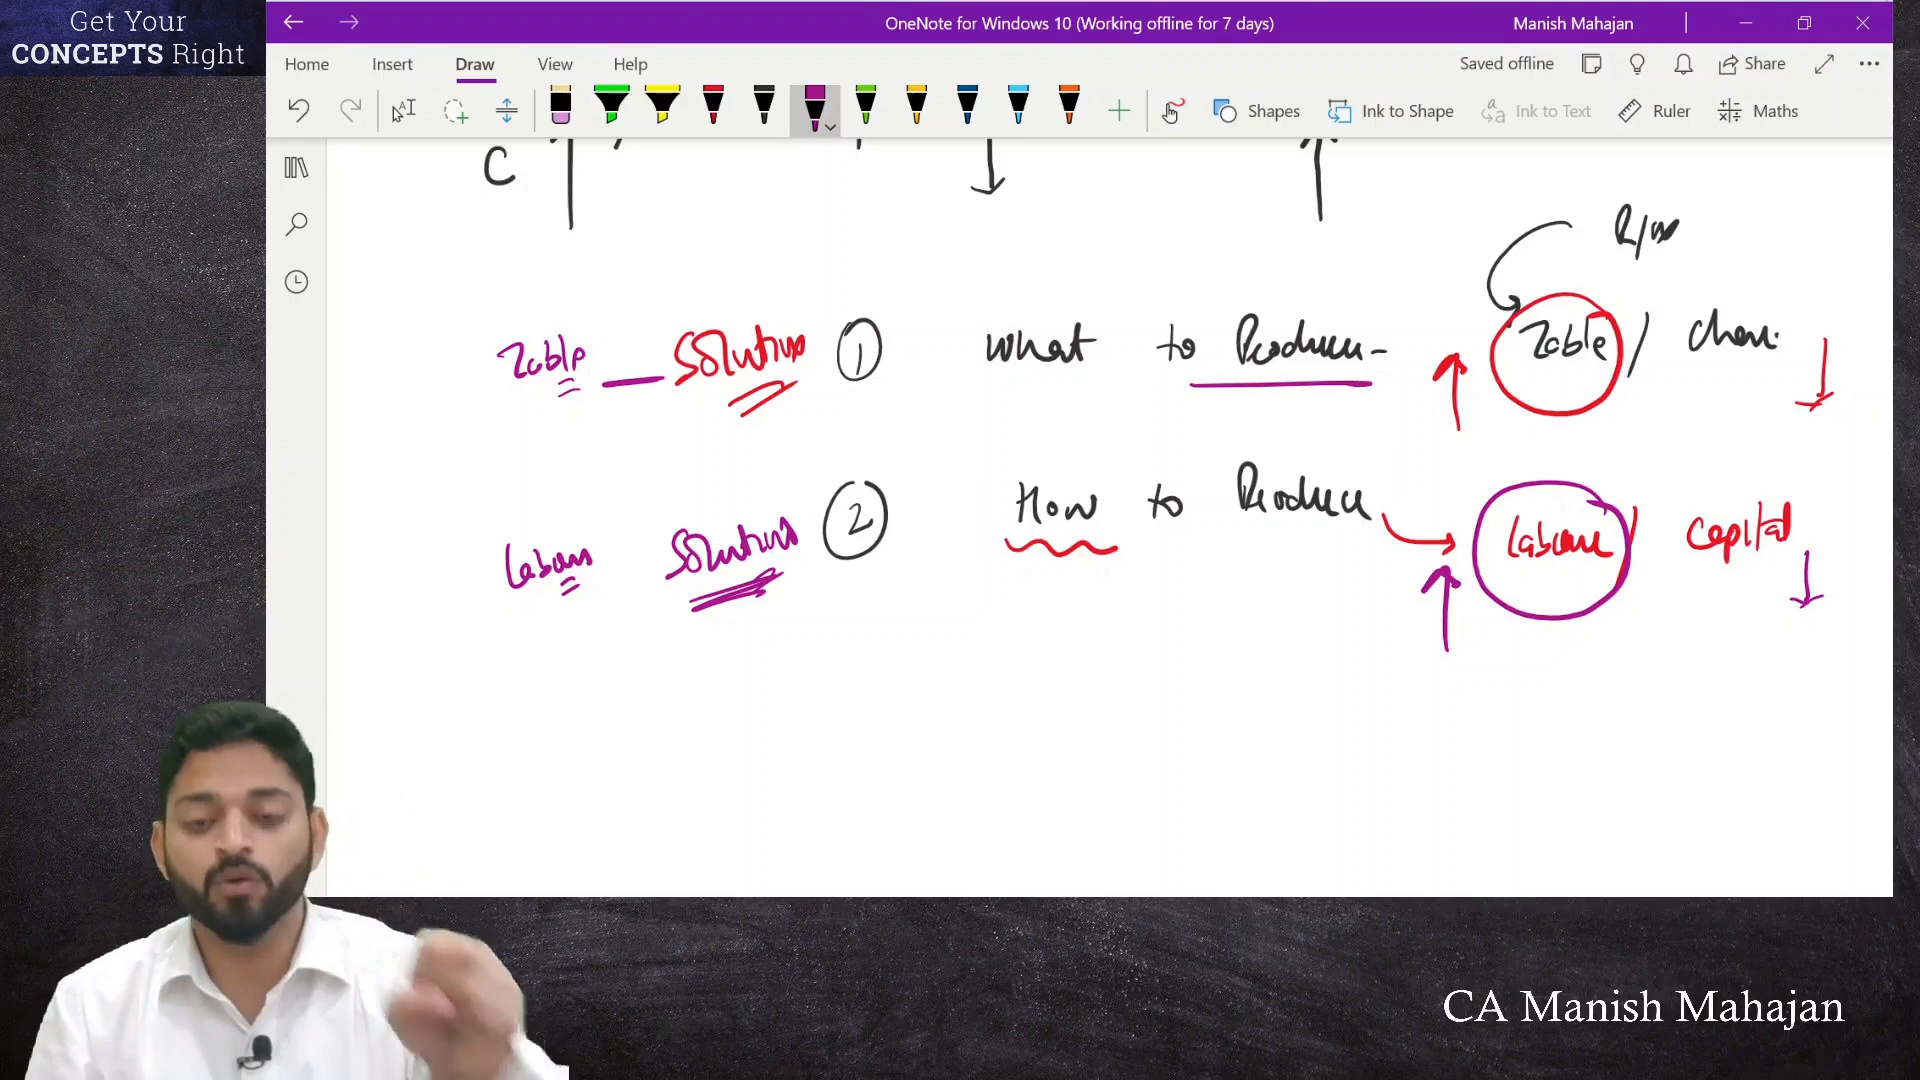 Get Your
CONCEPTS Right
OneNote for Windows 10 (Working offline for 7 days)
Manish Mahajan
Home Insert Draw View Help
Saved offline
Share
Shapes
Ink to Shape
Ink to Text
Ruler
Maths
C
Table Solution 1 What to Produce - Table /
Labour Solution 2 How to Produce Labour / Capital
CA Manish Mahajan